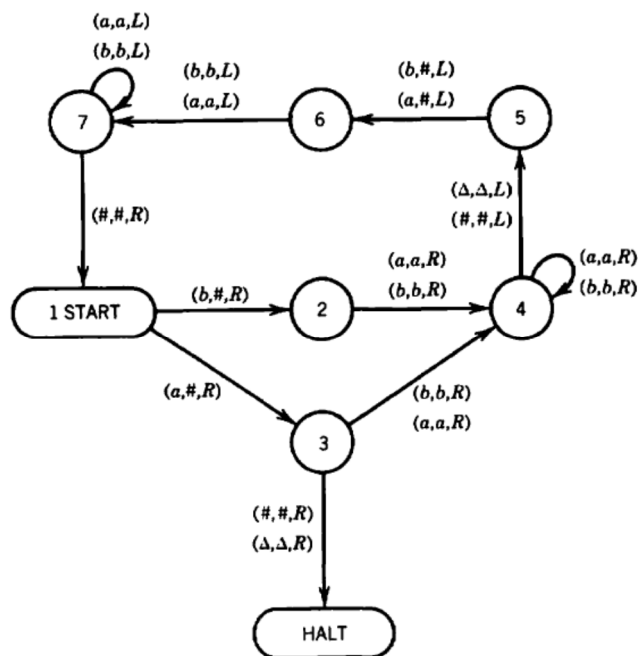 (a,a,L)
(b,b,L)
(b,b,L)
(a,a,L)
(b,#,L)
(a,#,L)
7
6
5
(#,#,R)
(Δ,Δ,L)
(#,#,L)
(a,a,R)
(b,b,R)
1 START
(b,#,R)
2
(a,a,R)
(b,b,R)
4
(a,#,R)
3
(b,b,R)
(a,a,R)
(#,#,R)
(Δ,Δ,R)
HALT